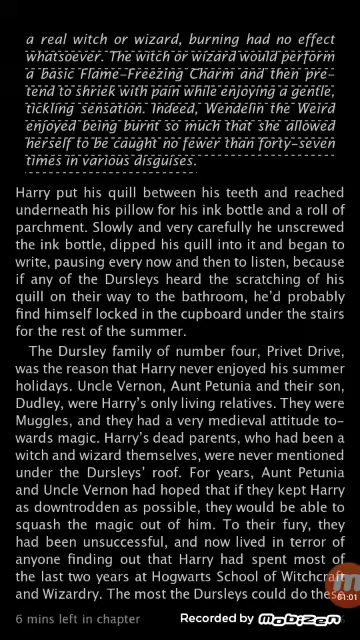 a real witch or wizard, burning had no effect
whatsoever. The witch or wizard would perform
a basic Flame-Freezing Charm and then pre-
tend to shriek with pain while enjoying a gentle,
tickling sensation. Indeed, Wendelin the Weird
enjoyed being burnt so much that she allowed
herself to be caught no fewer than forty-seven
times in various disguises.
Harry put his quill between his teeth and reached
underneath his pillow for his ink bottle and a roll of
parchment. Slowly and very carefully he unscrewed
the ink bottle, dipped his quill into it and began to
write, pausing every now and then to listen, because
if any of the Dursleys heard the scratching of his
quill on their way to the bathroom, he'd probably
find himself locked in the cupboard under the stairs
for the rest of the summer.
The Dursley family of number four, Privet Drive,
was the reason that Harry never enjoyed his summer
holidays. Uncle Vernon, Aunt Petunia and their son,
Dudley, were Harry's only living relatives. They were
Muggles, and they had a very medieval attitude to-
wards magic. Harry's dead parents, who had been a
witch and wizard themselves, were never mentioned
under the Dursleys' roof. For years, Aunt Petunia
and Uncle Vernon had hoped that if they kept Harry
as downtrodden as possible, they would be able to
squash the magic out of him. To their fury, they
had been unsuccessful, and now lived in terror of
anyone finding out that Harry had spent most of
the last two years at Hogwarts School of Witchcraft
and Wizardry. The most the Dursleys could do these
51:01
6 mins left in chapter
Recorded by MOBIZEN